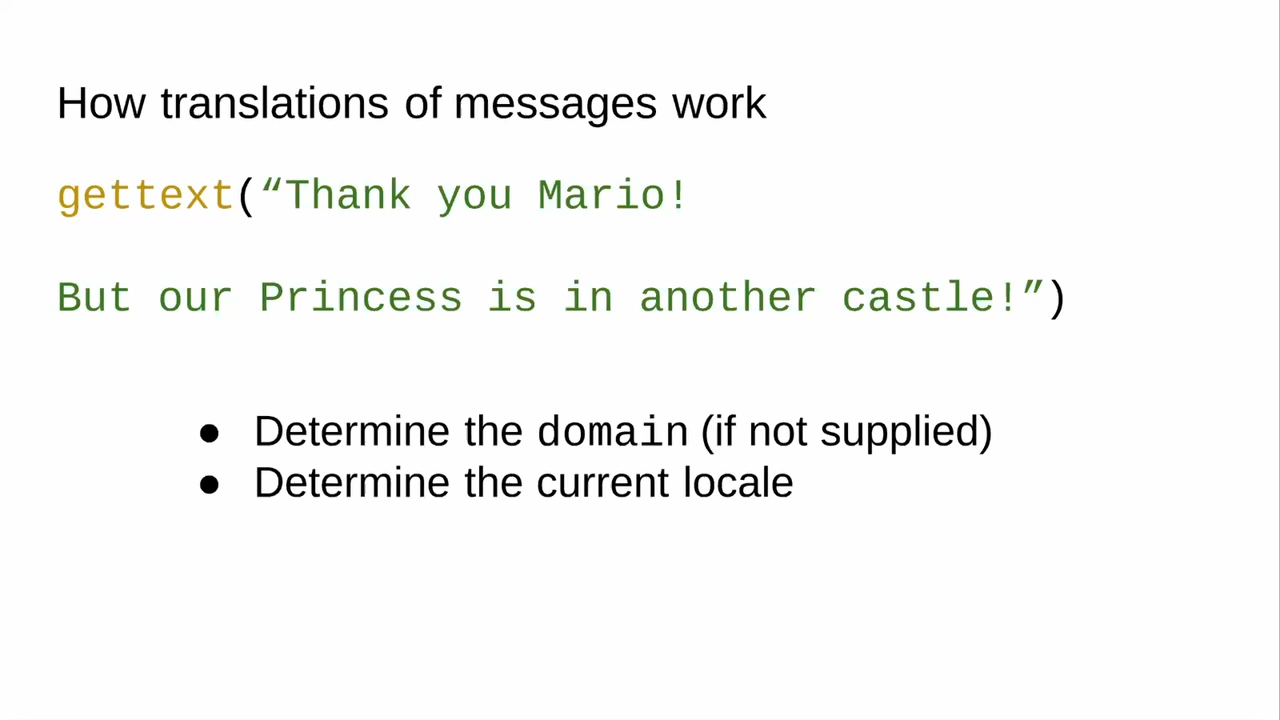 How translations of messages work
gettext(“Thank you Mario!
But our Princess is in another castle!”)
● Determine the domain (if not supplied)
● Determine the current locale